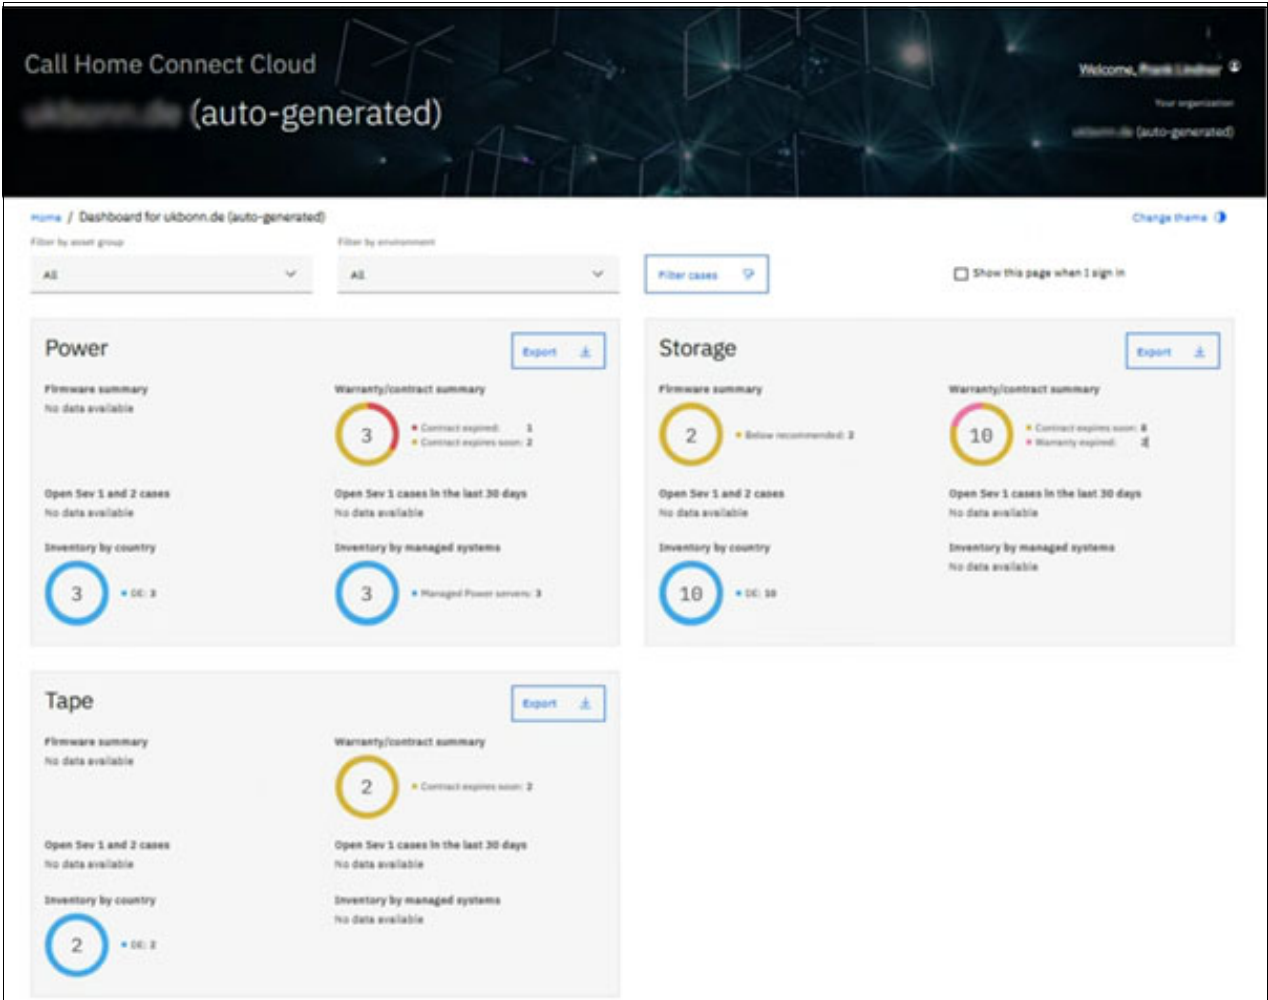 Call Home Connect Cloud
(auto-generated)
Welcome,
Your organization
(auto-generated)
Home / Dashboard for ukbonn.de (auto-generated)
Change theme
Filter by asset group
Filter by environment
All
All
Filter cases
Show this page when I sign in
Power
Export
Firmware summary
No data available
Warranty/contract summary
3
Contract expired: 1
Contract expires soon: 2
Open Sev 1 and 2 cases
No data available
Open Sev 1 cases in the last 30 days
No data available
Inventory by country
3
DE: 3
Inventory by managed systems
3
Managed Power servers: 3
Storage
Export
Firmware summary
2
Below recommended: 2
Warranty/contract summary
10
Contract expires soon: 8
Warranty expired: 2
Open Sev 1 and 2 cases
No data available
Open Sev 1 cases in the last 30 days
No data available
Inventory by country
10
DE: 10
Inventory by managed systems
No data available
Tape
Export
Firmware summary
No data available
Warranty/contract summary
2
Contract expires soon: 2
Open Sev 1 and 2 cases
No data available
Open Sev 1 cases in the last 30 days
No data available
Inventory by country
2
DE: 2
Inventory by managed systems
No data available